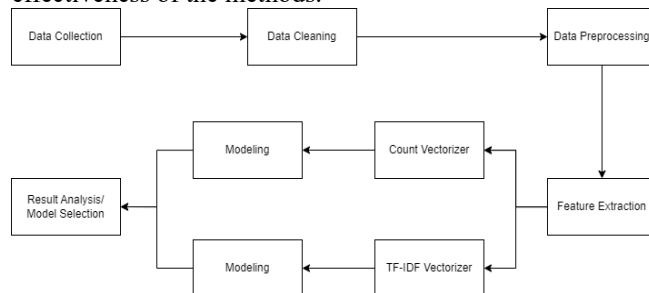 effectiveness of the methods.
Data Collection
Data Cleaning
Data Preprocessing
Modeling
Count Vectorizer
Result Analysis/
Model Selection
Feature Extraction
Modeling
TF-IDF Vectorizer